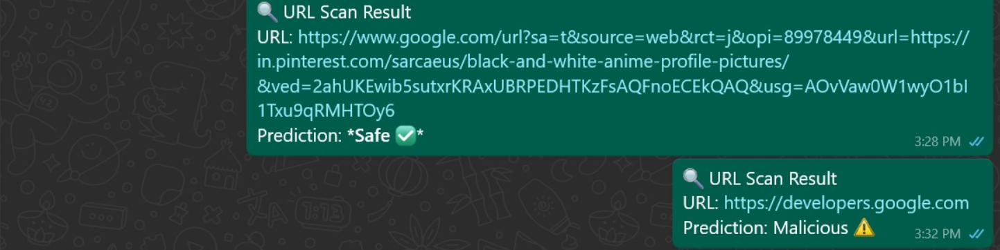 🔍 URL Scan Result
URL: https://www.google.com/url?sa=t&source=web&rct=j&opi=89978449&url=https://
in.pinterest.com/sarcaeus/black-and-white-anime-profile-pictures/
&ved=2ahUKEwib5sutxrKRAxUBRPEDHTKzFsAQFnoECEkQAQ&usg=AOvVaw0W1wyO1bI
1Txu9qRMHTOy6
Prediction: *Safe ✅*
3:28 PM
🔍 URL Scan Result
URL: https://developers.google.com
Prediction: Malicious ⚠️
3:32 PM